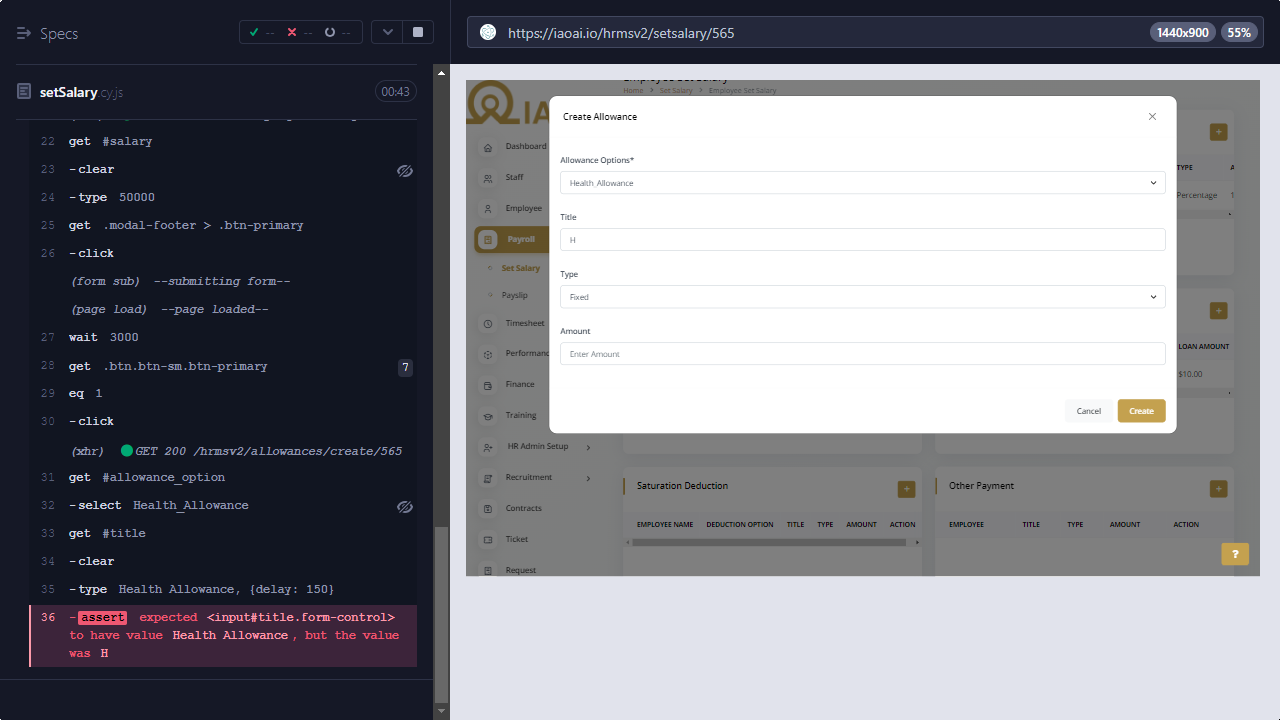 Specs
-- -- --
setSalary.cy.js 00:43
22 get #salary
23 -clear
24 -type 50000
25 get .modal-footer > .btn-primary
26 -click
(form sub) --submitting form--
(page load) --page loaded--
27 wait 3000
28 get .btn.btn-sm.btn-primary 7
29 eq 1
30 -click
(xhr) GET 200 /hrmsv2/allowances/create/565
31 get #allowance_option
32 -select Health_Allowance
33 get #title
34 -clear
35 -type Health Allowance, {delay: 150}
36 -assert expected <input#title.form-control>
to have value Health Allowance, but the value
was H
https://iaoai.io/hrmsv2/setsalary/565 1440x900 55%
Home > Set Salary > Employee Set Salary
IA
Dashboard
Staff
Employee
Payroll
Set Salary
Payslip
Timesheet
Performanc
Finance
Training
HR Admin Setup
Recruitment
Contracts
Ticket
Request
Create Allowance
Allowance Options*
Health_Allowance
Title
H
Type
Fixed
Amount
Enter Amount
Cancel Create
TYPE A
Percentage 1
LOAN AMOUNT
$10.00
Saturation Deduction
EMPLOYEE NAME DEDUCTION OPTION TITLE TYPE AMOUNT ACTION
Other Payment
EMPLOYEE TITLE TYPE AMOUNT ACTION
?